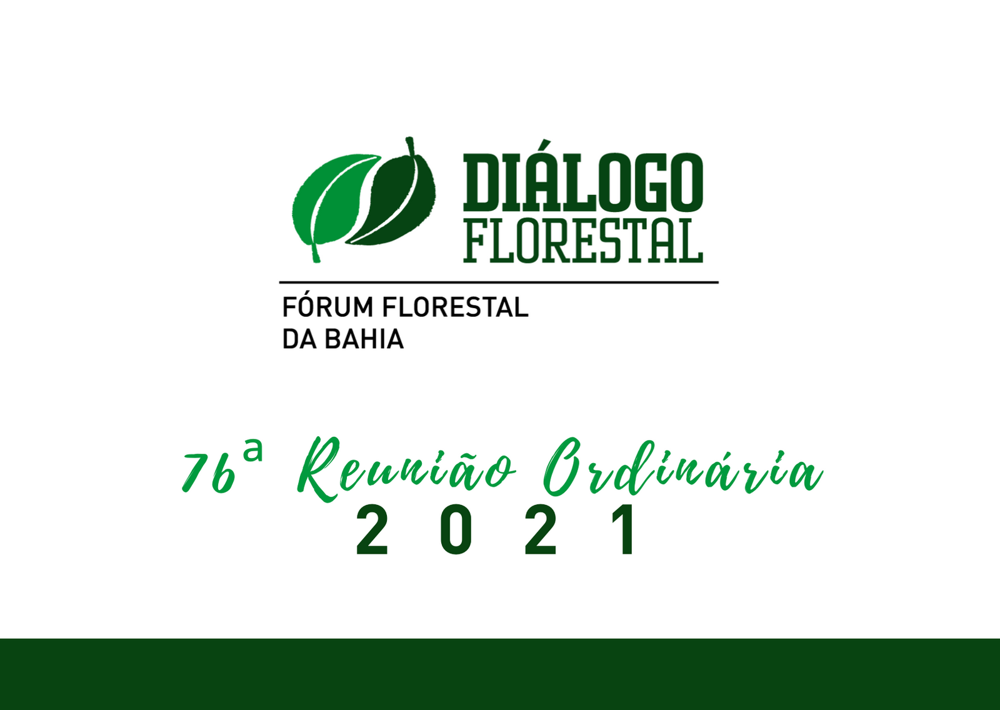 DIÁLOGO
FLORESTAL
FÓRUM FLORESTAL
DA BAHIA
76ª Reunião Ordinária
2021